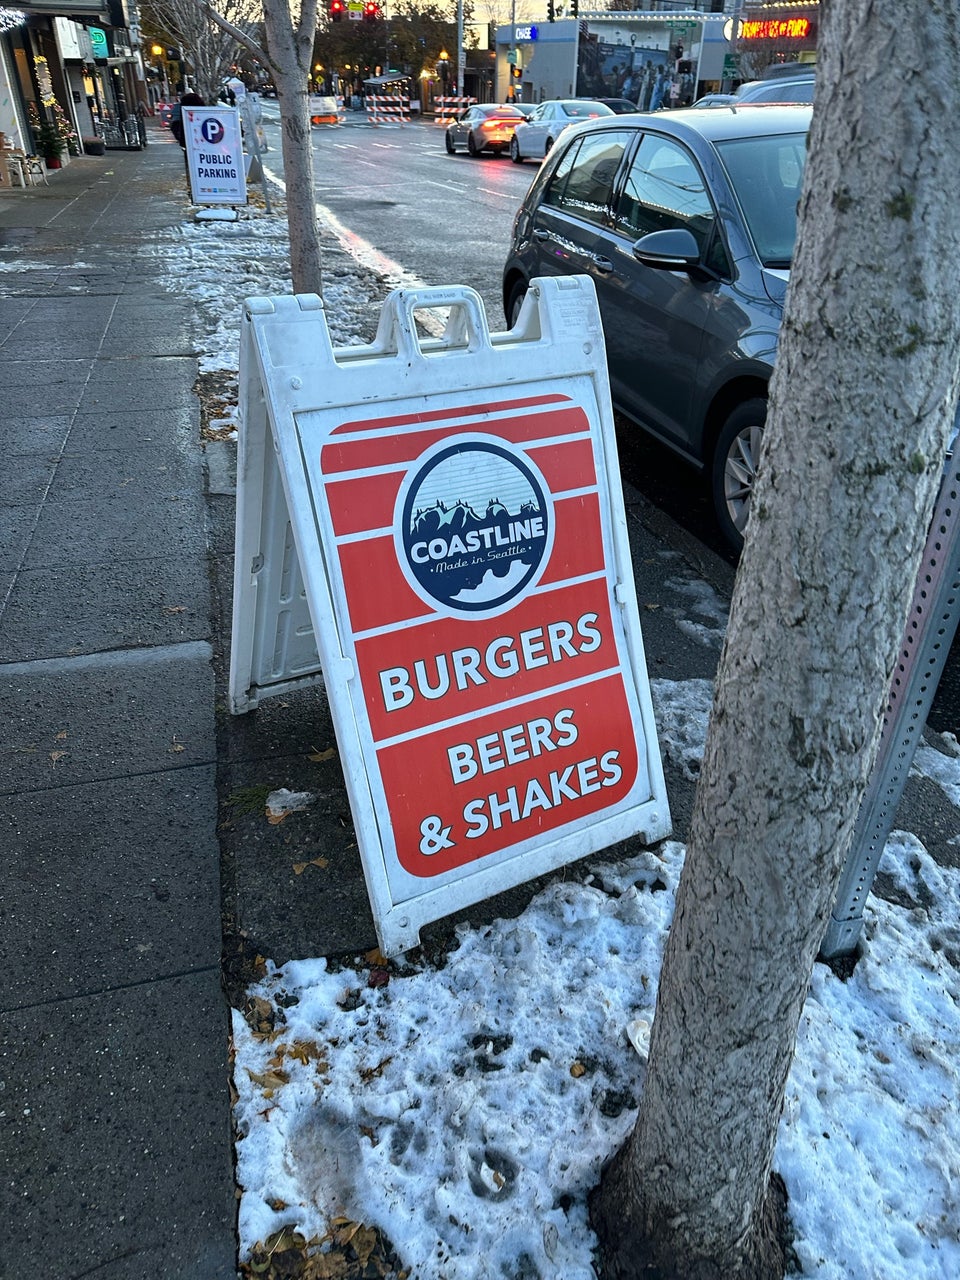 CHASE
P
PUBLIC
PARKING
COASTLINE
• Made in Seattle •
BURGERS
BEERS
& SHAKES